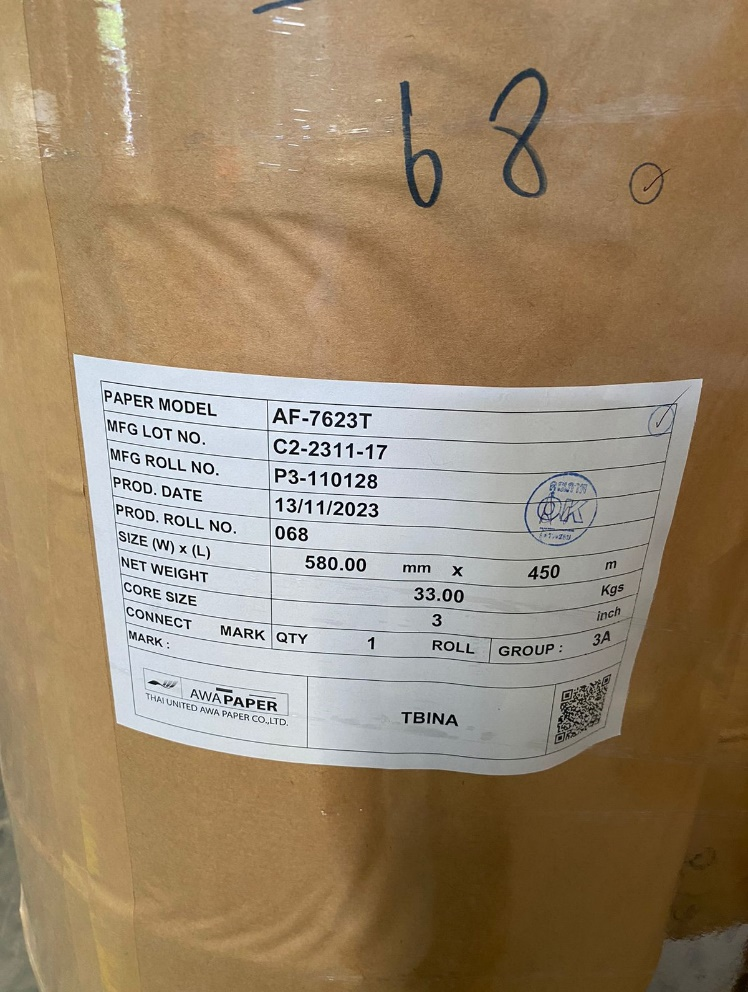 68
PAPER MODEL AF-7623T
MFG LOT NO. C2-2311-17
MFG ROLL NO. P3-110128
PROD. DATE 13/11/2023
PROD. ROLL NO. 068
SIZE (W) x (L) 580.00 mm x 450 m
NET WEIGHT 33.00 Kgs
CORE SIZE 3 inch
CONNECT MARK QTY 1 ROLL GROUP : 3A
MARK :
AWA PAPER
THAI UNITED AWA PAPER CO.,LTD.
TBINA
OK